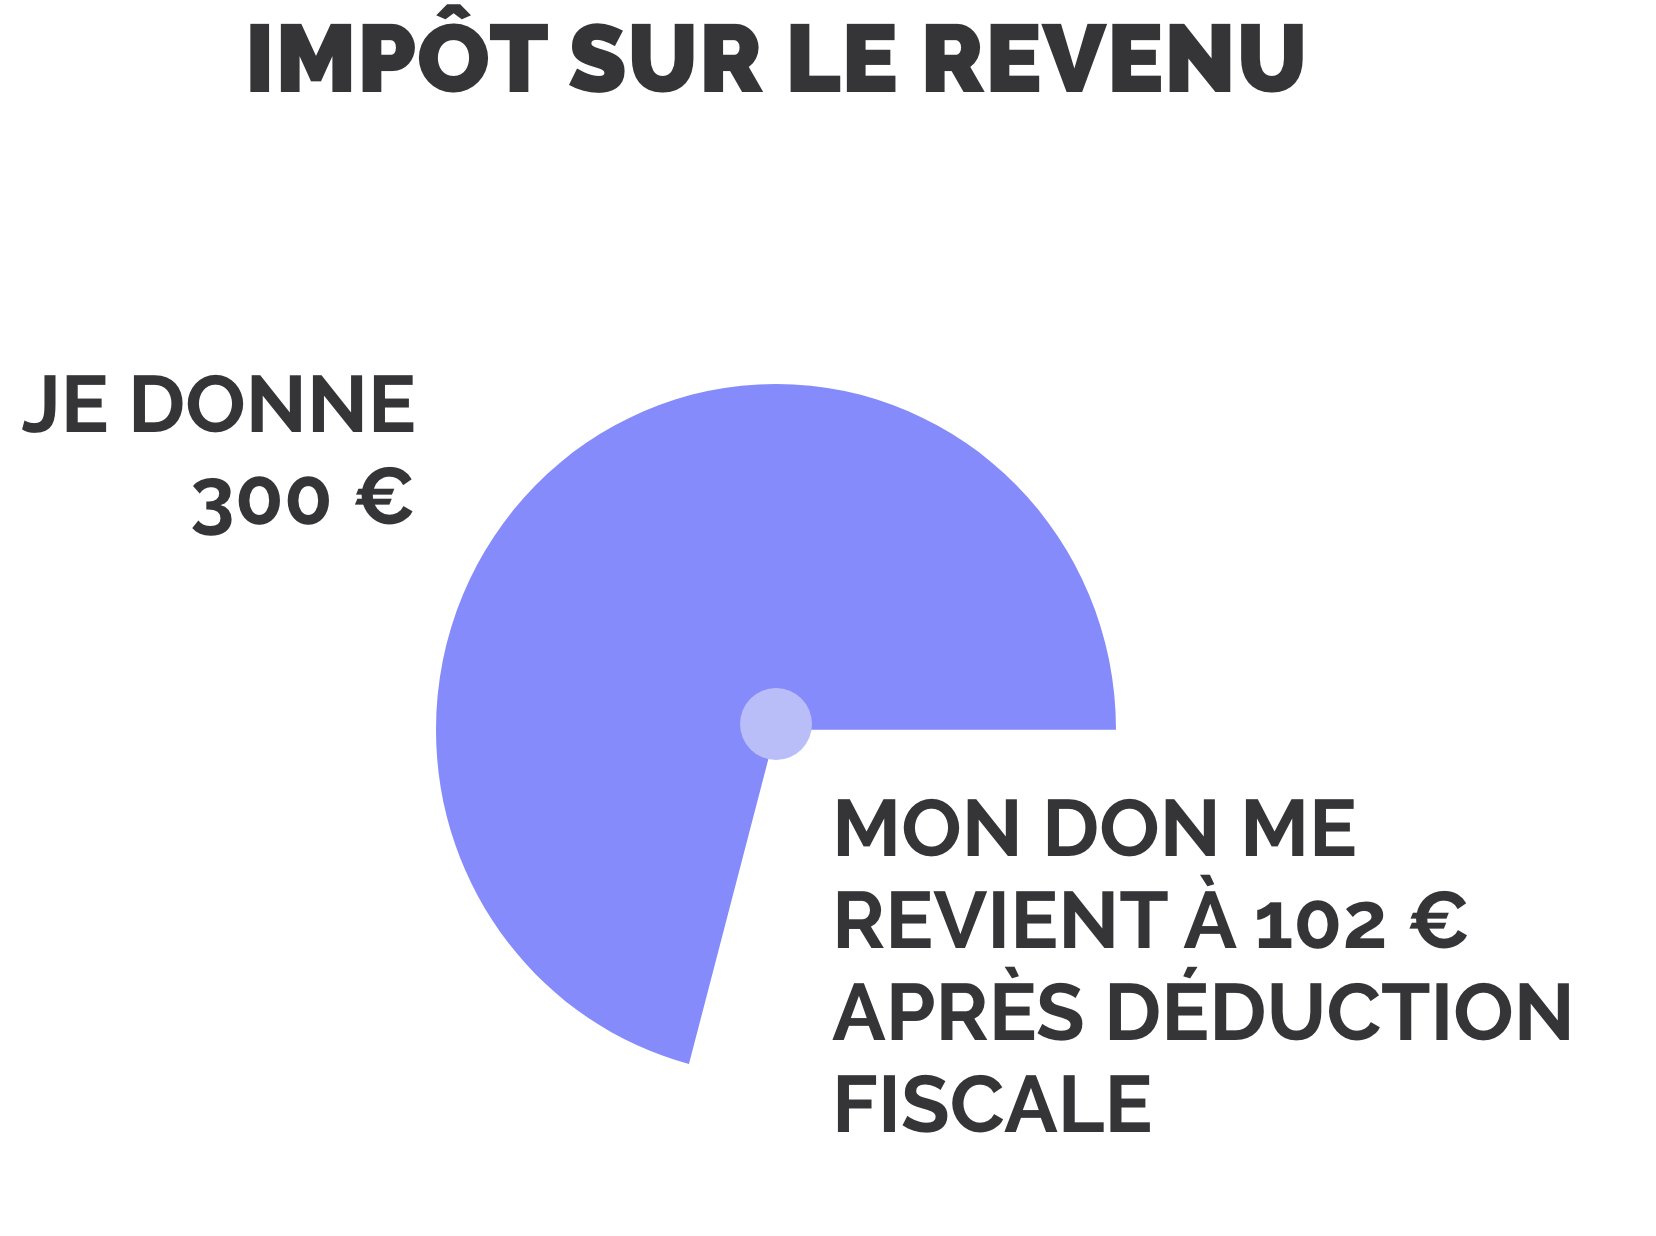 IMPÔT SUR LE REVENU
JE DONNE
300 €
MON DON ME
REVIENT À 102 €
APRÈS DÉDUCTION
FISCALE